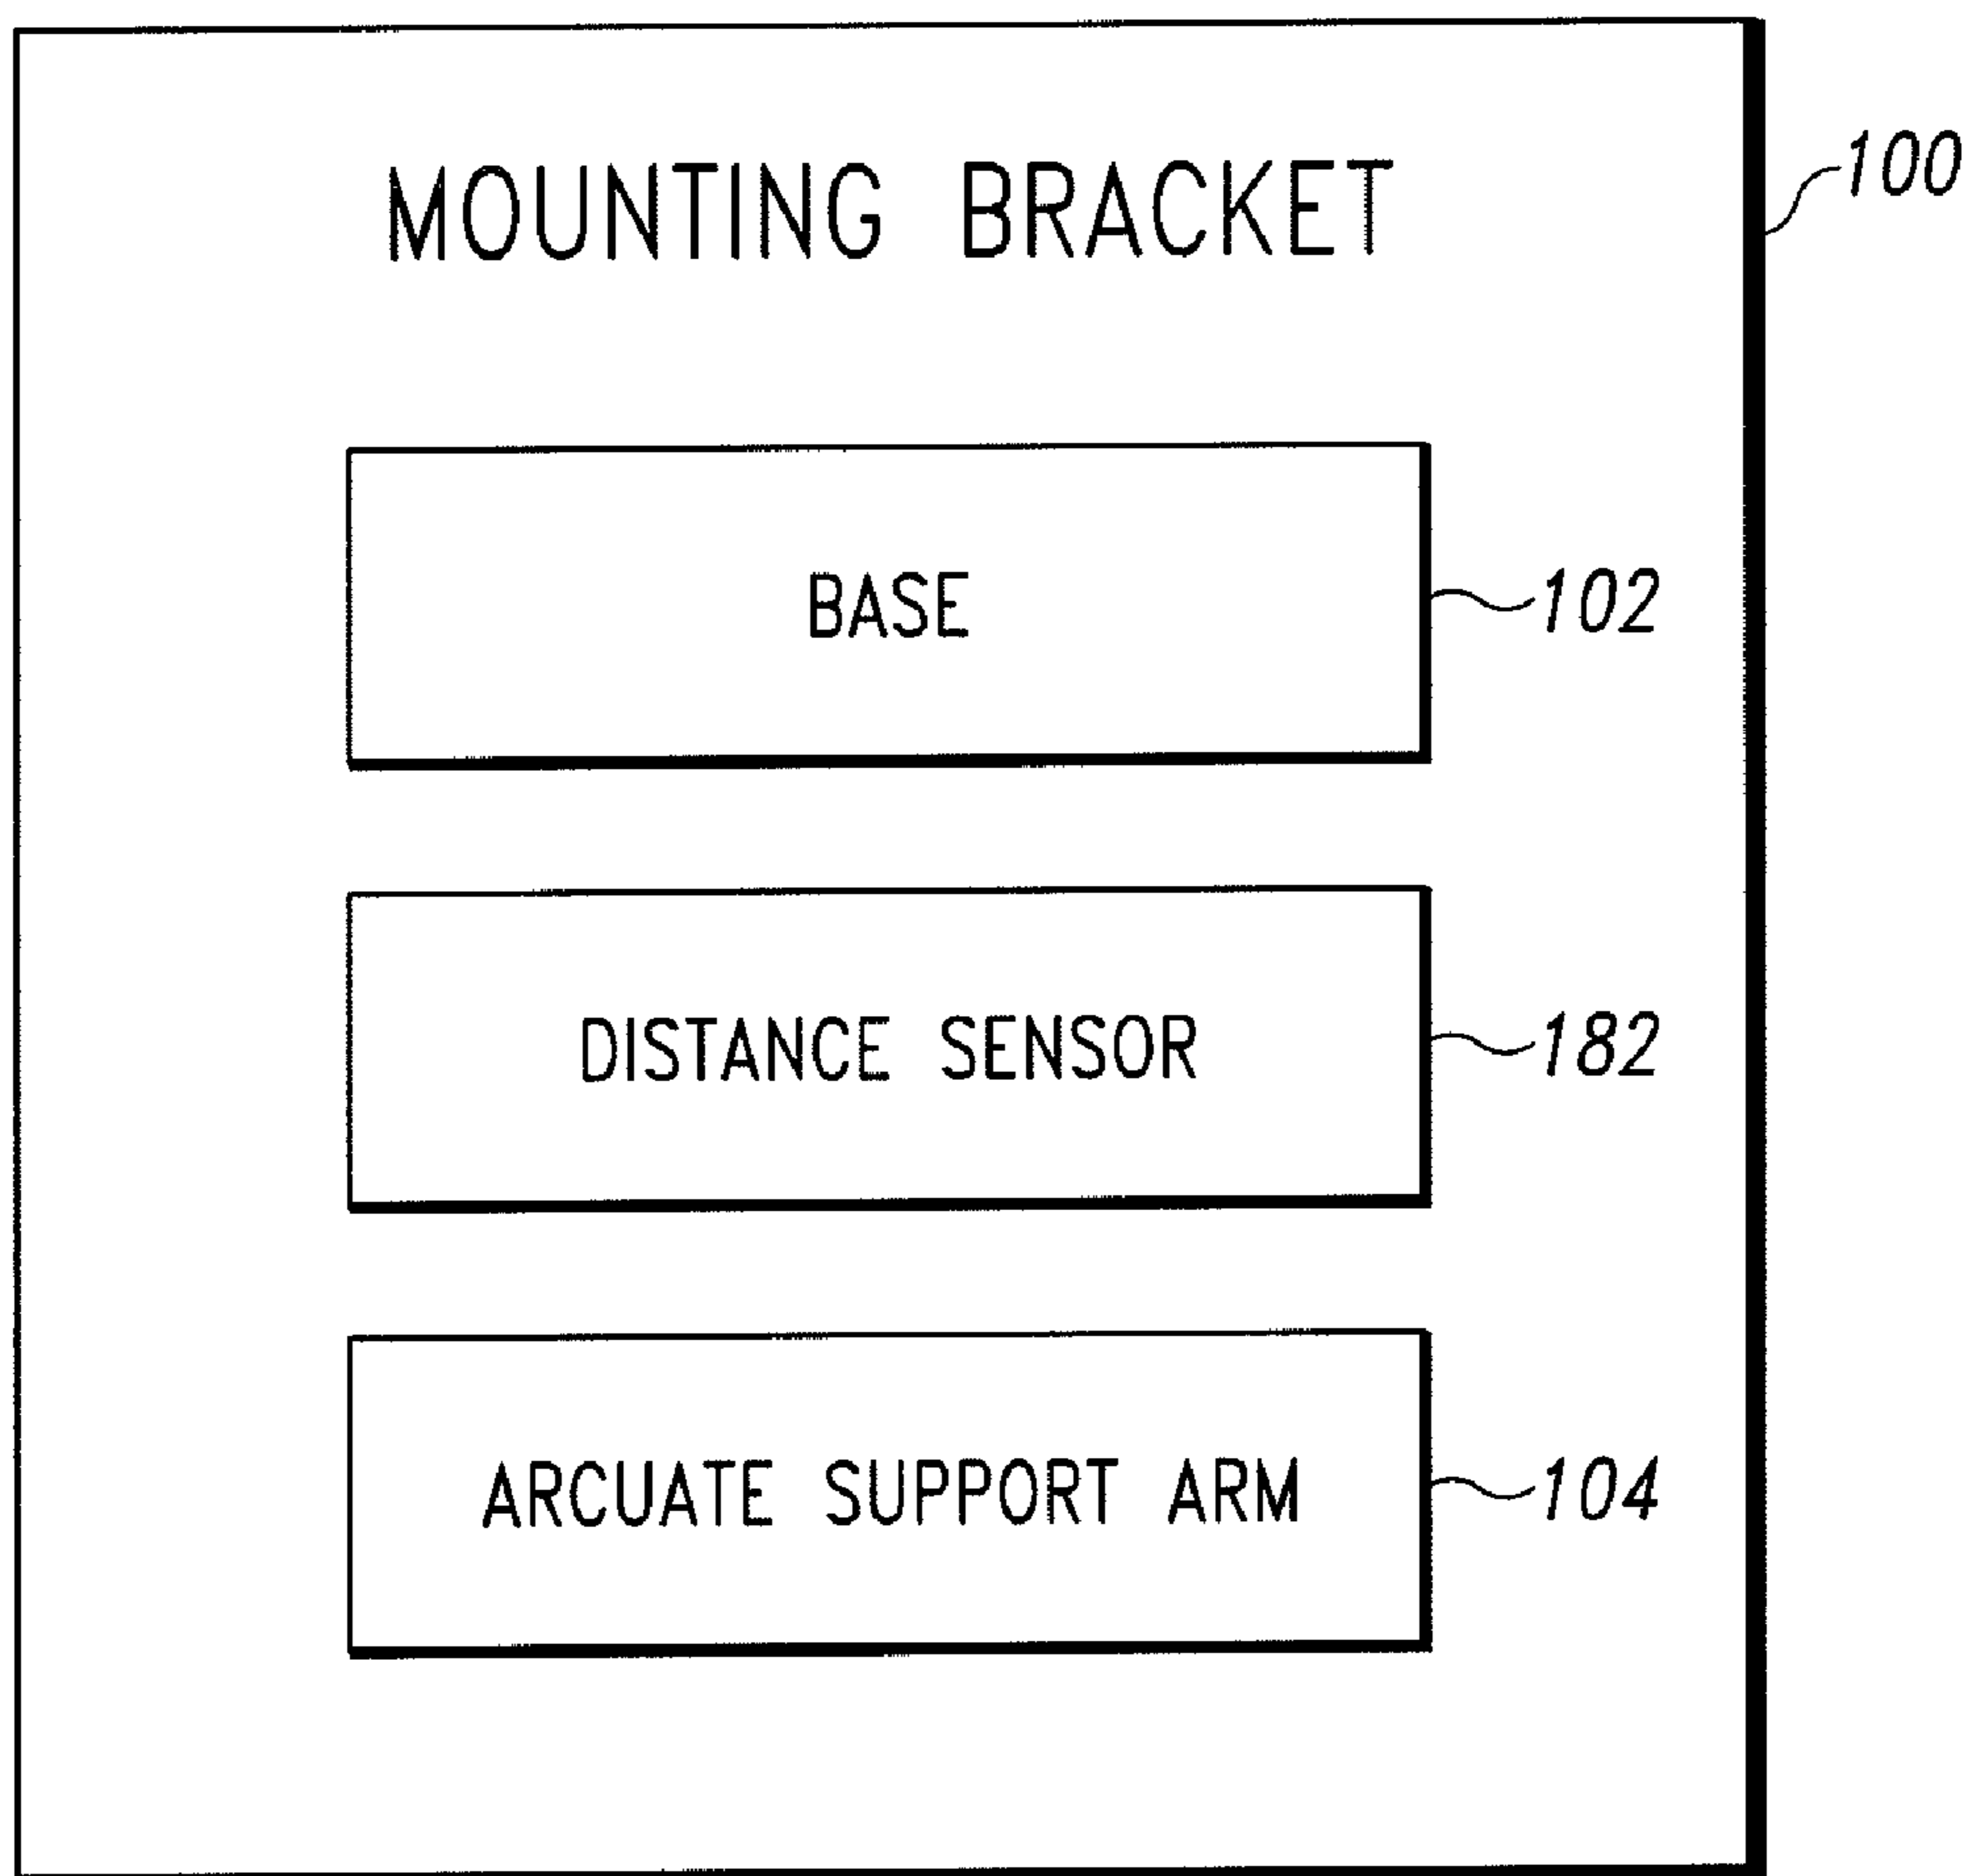 MOUNTING BRACKET
100
BASE
102
DISTANCE SENSOR
182
ARCUATE SUPPORT ARM
104